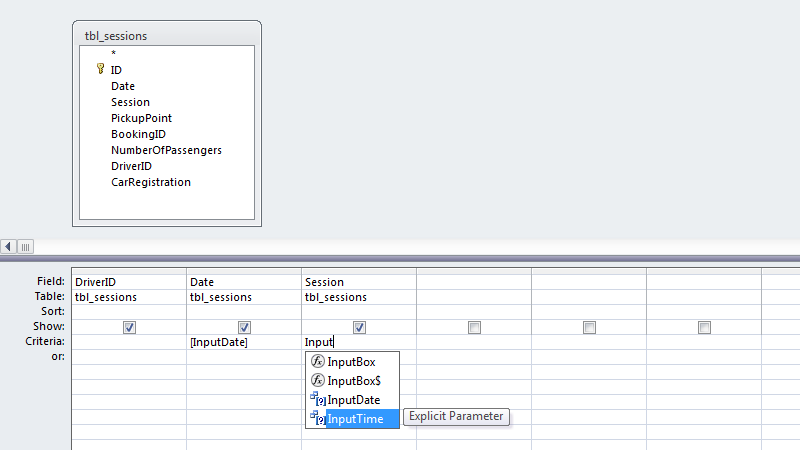 tbl_sessions
*
ID
Date
Session
PickupPoint
BookingID
NumberOfPassengers
DriverID
CarRegistration
Field: DriverID Date Session
Table: tbl_sessions tbl_sessions tbl_sessions
Sort:
Show:
Criteria: [InputDate] Input
or:
InputBox
InputBox$
InputDate
InputTime Explicit Parameter